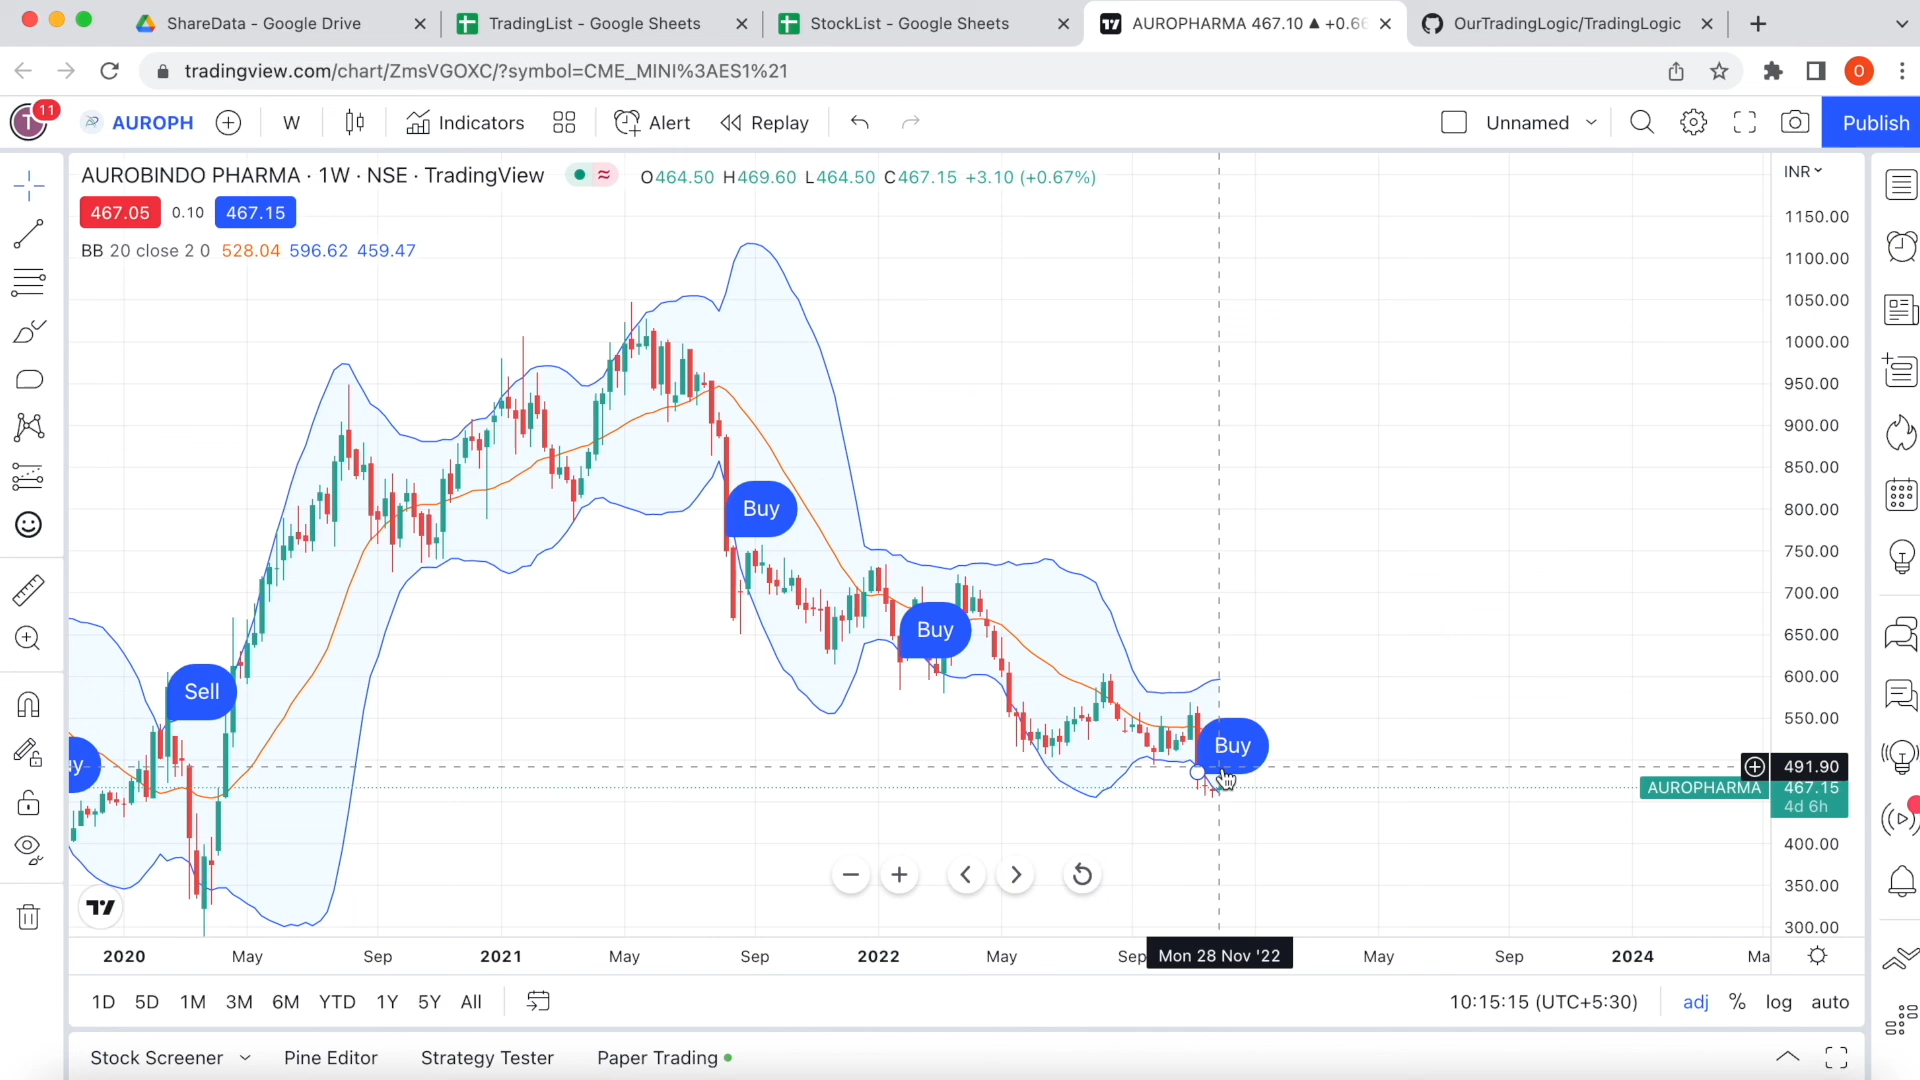 ShareData - Google Drive
TradingList - Google Sheets
StockList - Google Sheets
AUROPHARMA 467.10 ▲ +0.66
OurTradingLogic/TradingLogic
tradingview.com/chart/ZmsVGOXC/?symbol=CME_MINI%3AES1%21
O
T
11
AUROPH
W
Indicators
Alert
Replay
Unnamed
Publish
AUROBINDO PHARMA · 1W · NSE · TradingView
O464.50 H469.60 L464.50 C467.15 +3.10 (+0.67%)
INR
467.05
0.10
467.15
BB 20 close 2 0 528.04 596.62 459.47
1150.00
1100.00
1050.00
1000.00
950.00
900.00
850.00
800.00
750.00
700.00
650.00
600.00
550.00
491.90
AUROPHARMA
467.15
4d 6h
400.00
350.00
300.00
Buy
Buy
Sell
Buy
y
2020
May
Sep
2021
May
Sep
2022
May
Sep
Mon 28 Nov '22
May
Sep
2024
Ma
1D
5D
1M
3M
6M
YTD
1Y
5Y
All
10:15:15 (UTC+5:30)
adj
%
log
auto
Stock Screener
Pine Editor
Strategy Tester
Paper Trading